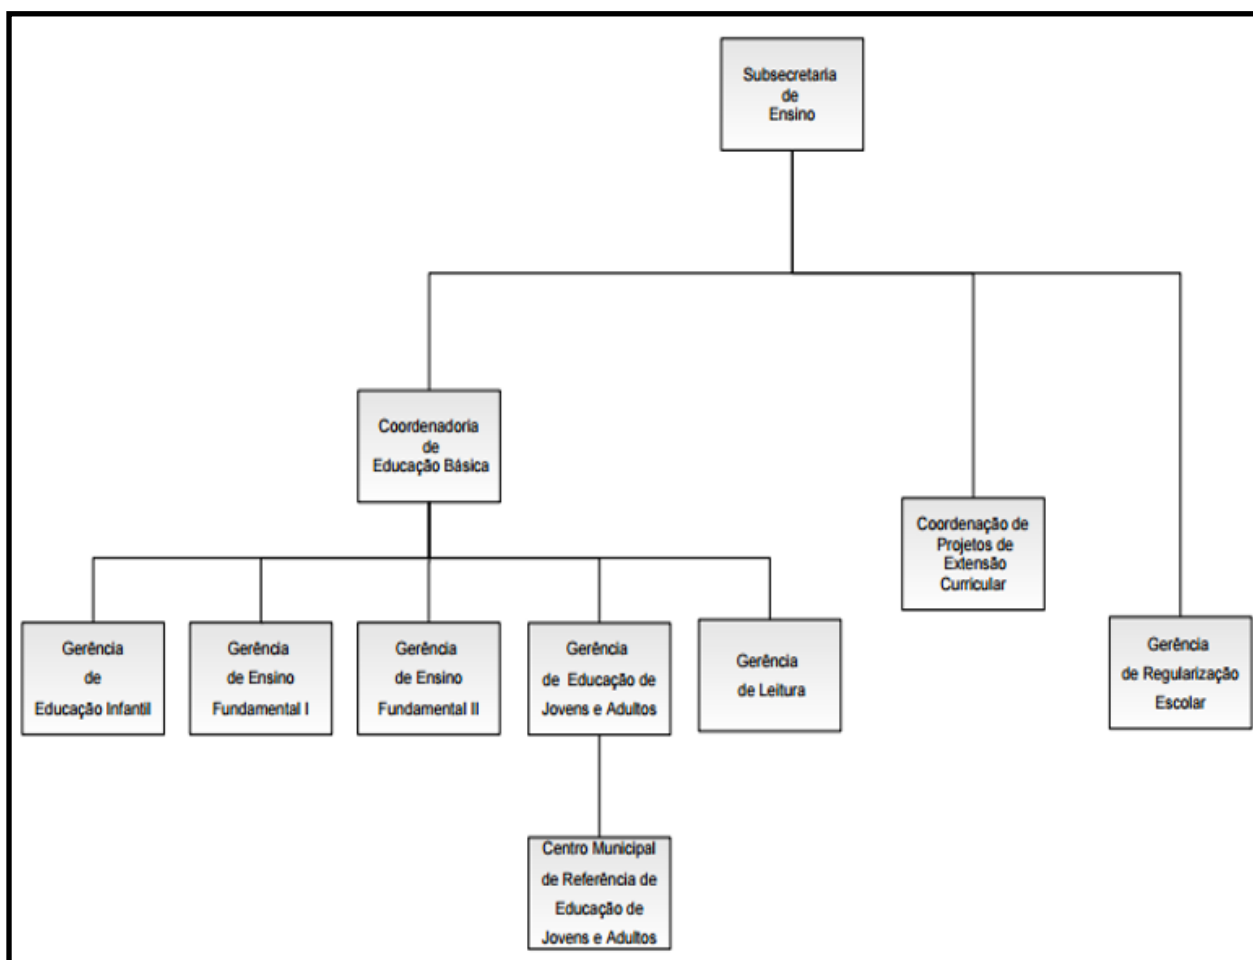 Subsecretaria
de
Ensino
Coordenadoria
de
Educação Básica
Coordenação de
Projetos de
Extensão
Curricular
Gerência
de
Educação Infantil
Gerência
de Ensino
Fundamental I
Gerência
de Ensino
Fundamental II
Gerência
de Educação de
Jovens e Adultos
Gerência
de Leitura
Gerência
de Regularização
Escolar
Centro Municipal
de Referência de
Educação de
Jovens e Adultos